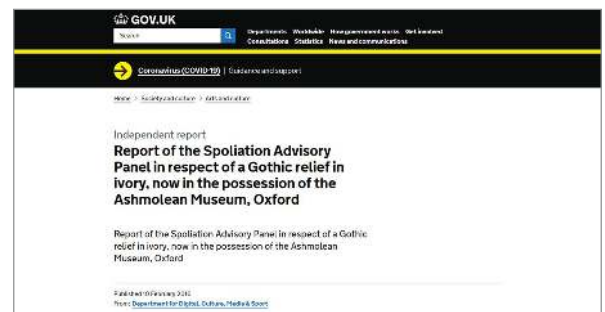 GOV.UK
Search
Departments Worldwide How government works Get involved
Consultations Statistics News and communications
Coronavirus (COVID-19) | Guidance and support
Home > Society and culture > Arts and culture
Independent report
Report of the Spoliation Advisory
Panel in respect of a Gothic relief in
ivory, now in the possession of the
Ashmolean Museum, Oxford
Report of the Spoliation Advisory Panel in respect of a Gothic
relief in ivory, now in the possession of the Ashmolean
Museum, Oxford
Published 10 February 2016
From: Department for Digital, Culture, Media & Sport